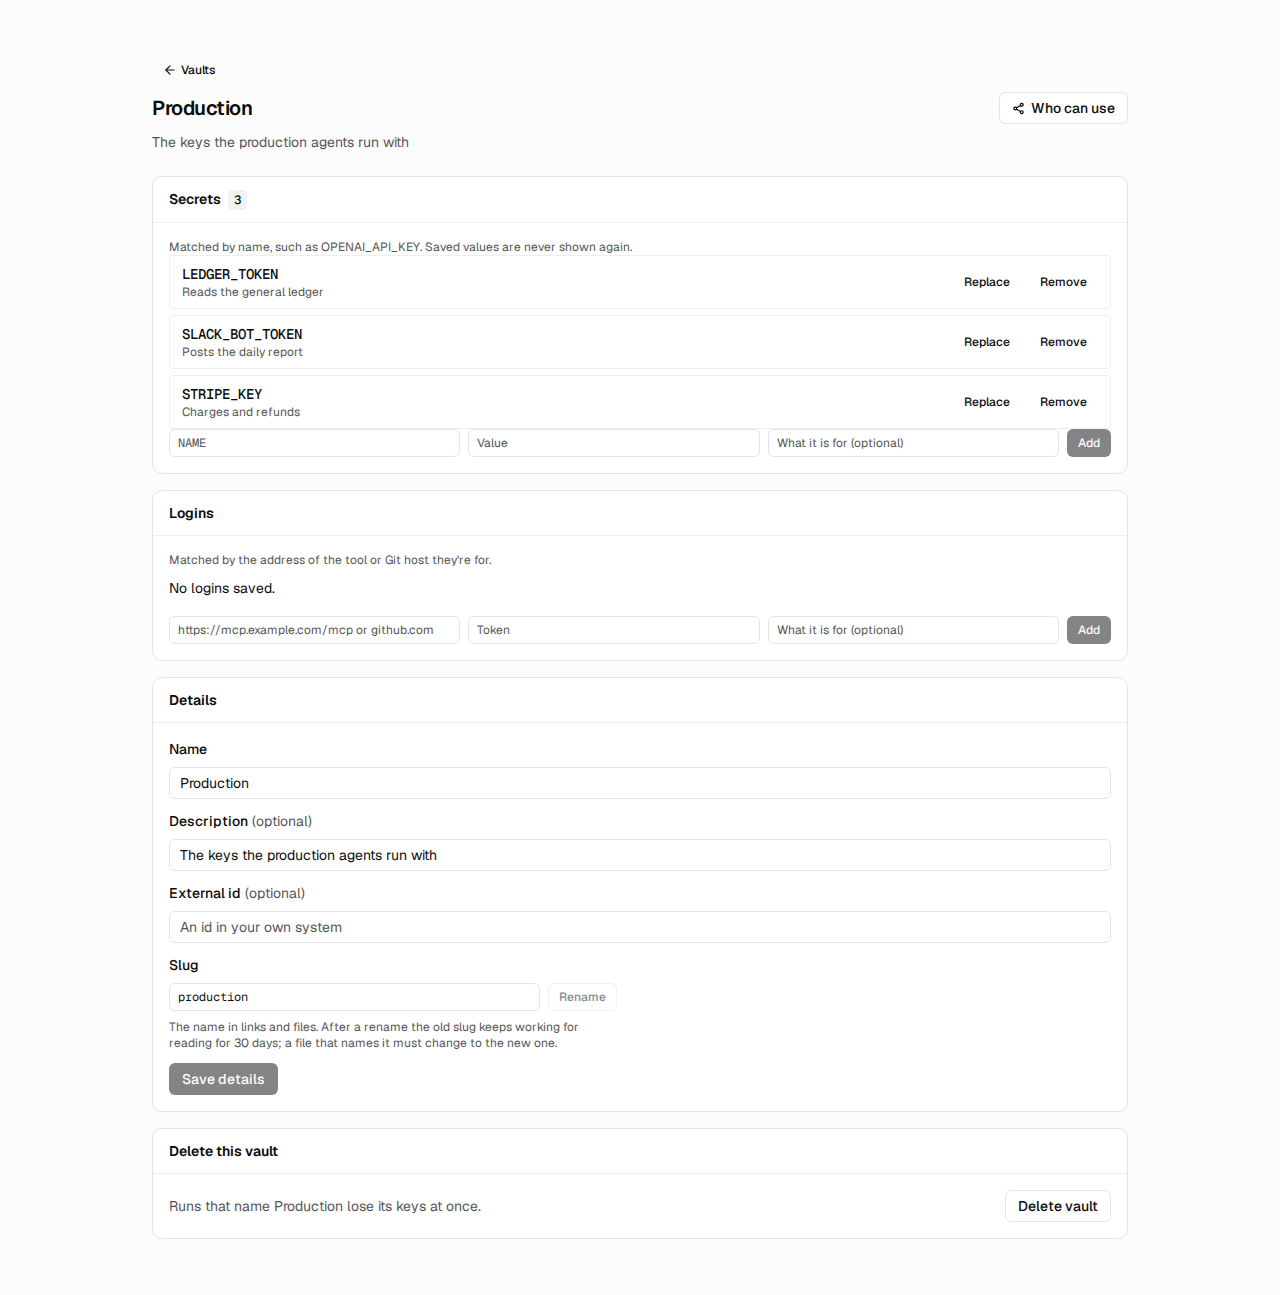 Vaults
Production
Who can use
The keys the production agents run with
Secrets 3
Matched by name, such as OPENAI_API_KEY. Saved values are never shown again.
LEDGER_TOKEN
Reads the general ledger
Replace Remove
SLACK_BOT_TOKEN
Posts the daily report
Replace Remove
STRIPE_KEY
Charges and refunds
Replace Remove
NAME Value What it is for (optional) Add
Logins
Matched by the address of the tool or Git host they're for.
No logins saved.
https://mcp.example.com/mcp or github.com Token What it is for (optional) Add
Details
Name
Production
Description (optional)
The keys the production agents run with
External id (optional)
An id in your own system
Slug
production Rename
The name in links and files. After a rename the old slug keeps working for
reading for 30 days; a file that names it must change to the new one.
Save details
Delete this vault
Runs that name Production lose its keys at once. Delete vault